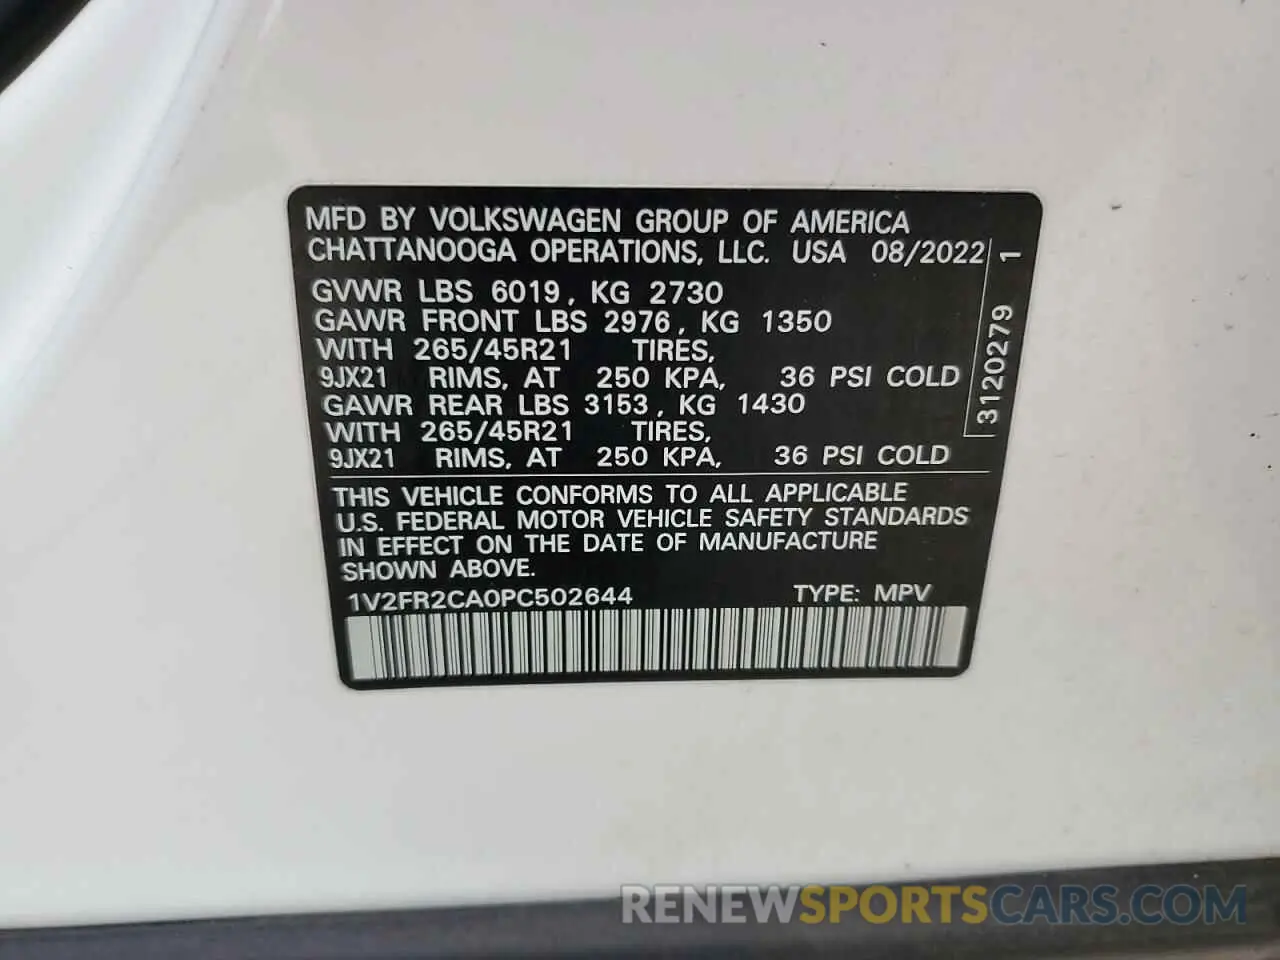 MFD BY VOLKSWAGEN GROUP OF AMERICA
CHATTANOOGA OPERATIONS, LLC. USA 08/2022
GVWR LBS 6019, KG 2730
GAWR FRONT LBS 2976, KG 1350
WITH 265/45R21 TIRES,
9JX21 RIMS, AT 250 KPA, 36 PSI COLD
GAWR REAR LBS 3153, KG 1430
WITH 265/45R21 TIRES,
9JX21 RIMS, AT 250 KPA, 36 PSI COLD
3120279 1
THIS VEHICLE CONFORMS TO ALL APPLICABLE
U.S. FEDERAL MOTOR VEHICLE SAFETY STANDARDS
IN EFFECT ON THE DATE OF MANUFACTURE
SHOWN ABOVE.
1V2FR2CA0PC502644 TYPE: MPV
RENEWSPORTSCARS.COM